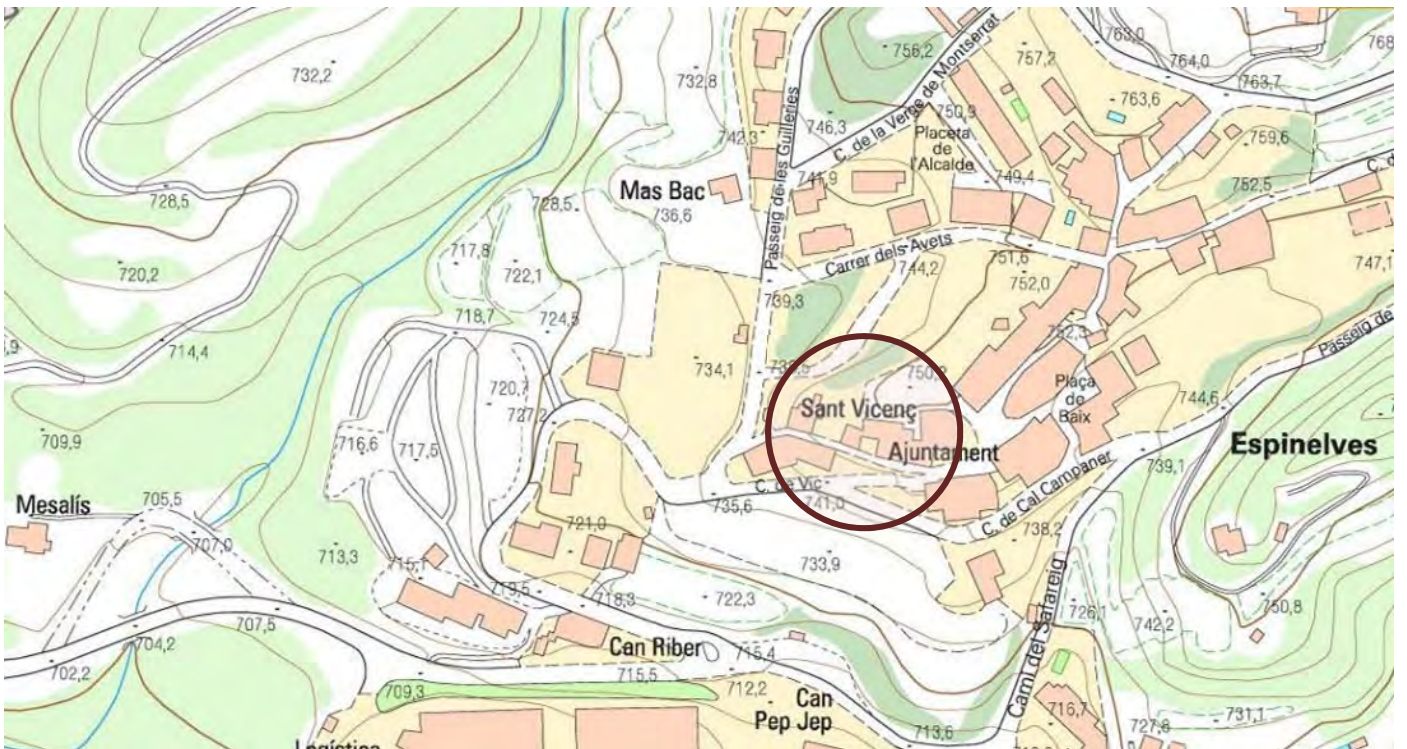 763,0
768
732,2
756,2
757,2
764,0
732,8
763,7
763,6
C. de la Verge de Montserrat
750,9
746,3
742,3
Placeta
de
l'Alcalde
759,6
Passeig de les Guilleries
741,9
749,4
752,5
Mas Bac
728,5
728,5
736,6
717,8
Carrer dels Avets
744,2
751,6
747,1
720,2
722,1
752,0
739,3
718,7
724,5
752,3
Passeig de
714,4
734,1
720,7
Plaça
de
Baix
744,6
Sant Vicenç
727,2
709,9
716,6
717,5
Ajuntament
Espinelves
739,1
C. de Vic
C. de Cal Campaner
735,6
741,0
Mesalís
705,5
721,0
738,2
707,0
713,3
715,1
733,9
719,5
718,3
722,3
726,1
742,2
750,8
707,5
704,2
Can Riber
715,4
Camí del Safareig
702,2
715,5
709,3
712,2
Can
Pep Jep
716,7
731,1
713,6
727,8
Logística